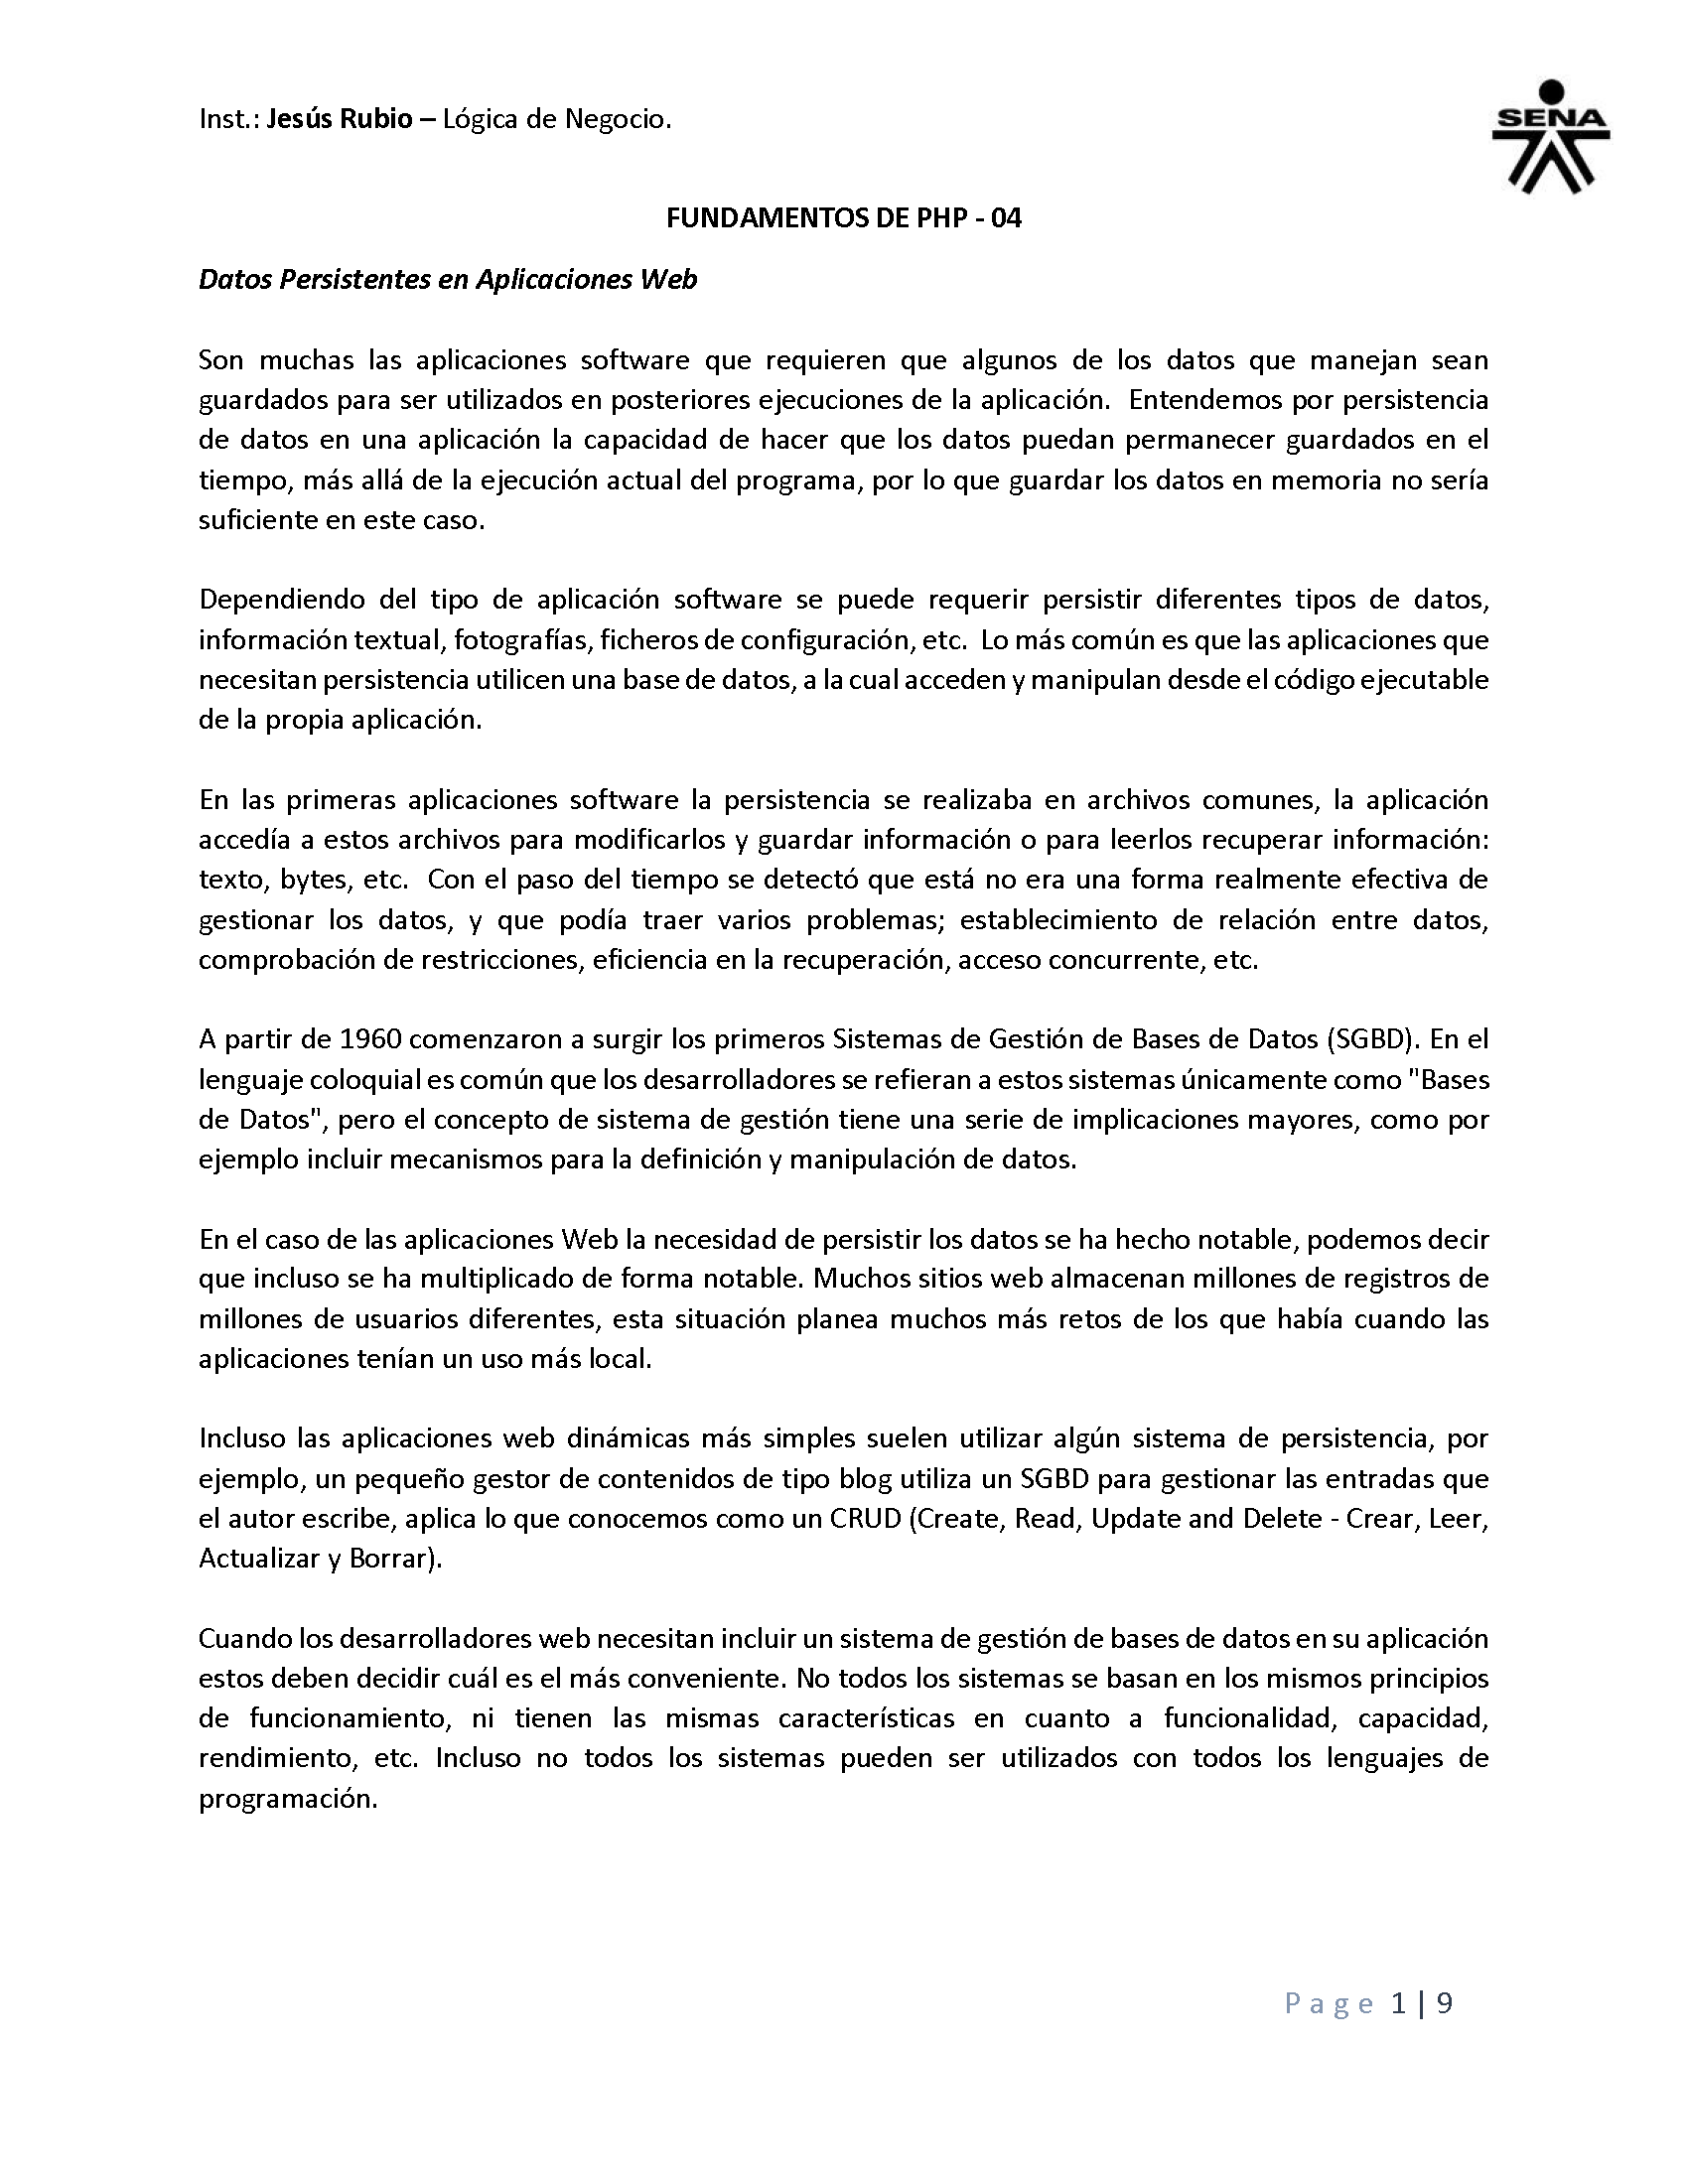 Inst.: Jesús Rubio – Lógica de Negocio.
SENA
FUNDAMENTOS DE PHP - 04
Datos Persistentes en Aplicaciones Web
Son muchas las aplicaciones software que requieren que algunos de los datos que manejan sean
guardados para ser utilizados en posteriores ejecuciones de la aplicación. Entendemos por persistencia
de datos en una aplicación la capacidad de hacer que los datos puedan permanecer guardados en el
tiempo, más allá de la ejecución actual del programa, por lo que guardar los datos en memoria no sería
suficiente en este caso.
Dependiendo del tipo de aplicación software se puede requerir persistir diferentes tipos de datos,
información textual, fotografías, ficheros de configuración, etc. Lo más común es que las aplicaciones que
necesitan persistencia utilicen una base de datos, a la cual acceden y manipulan desde el código ejecutable
de la propia aplicación.
En las primeras aplicaciones software la persistencia se realizaba en archivos comunes, la aplicación
accedía a estos archivos para modificarlos y guardar información o para leerlos recuperar información:
texto, bytes, etc. Con el paso del tiempo se detectó que está no era una forma realmente efectiva de
gestionar los datos, y que podía traer varios problemas; establecimiento de relación entre datos,
comprobación de restricciones, eficiencia en la recuperación, acceso concurrente, etc.
A partir de 1960 comenzaron a surgir los primeros Sistemas de Gestión de Bases de Datos (SGBD). En el
lenguaje coloquial es común que los desarrolladores se refieran a estos sistemas únicamente como "Bases
de Datos", pero el concepto de sistema de gestión tiene una serie de implicaciones mayores, como por
ejemplo incluir mecanismos para la definición y manipulación de datos.
En el caso de las aplicaciones Web la necesidad de persistir los datos se ha hecho notable, podemos decir
que incluso se ha multiplicado de forma notable. Muchos sitios web almacenan millones de registros de
millones de usuarios diferentes, esta situación planea muchos más retos de los que había cuando las
aplicaciones tenían un uso más local.
Incluso las aplicaciones web dinámicas más simples suelen utilizar algún sistema de persistencia, por
ejemplo, un pequeño gestor de contenidos de tipo blog utiliza un SGBD para gestionar las entradas que
el autor escribe, aplica lo que conocemos como un CRUD (Create, Read, Update and Delete - Crear, Leer,
Actualizar y Borrar).
Cuando los desarrolladores web necesitan incluir un sistema de gestión de bases de datos en su aplicación
estos deben decidir cuál es el más conveniente. No todos los sistemas se basan en los mismos principios
de funcionamiento, ni tienen las mismas características en cuanto a funcionalidad, capacidad,
rendimiento, etc. Incluso no todos los sistemas pueden ser utilizados con todos los lenguajes de
programación.
Page 1 | 9